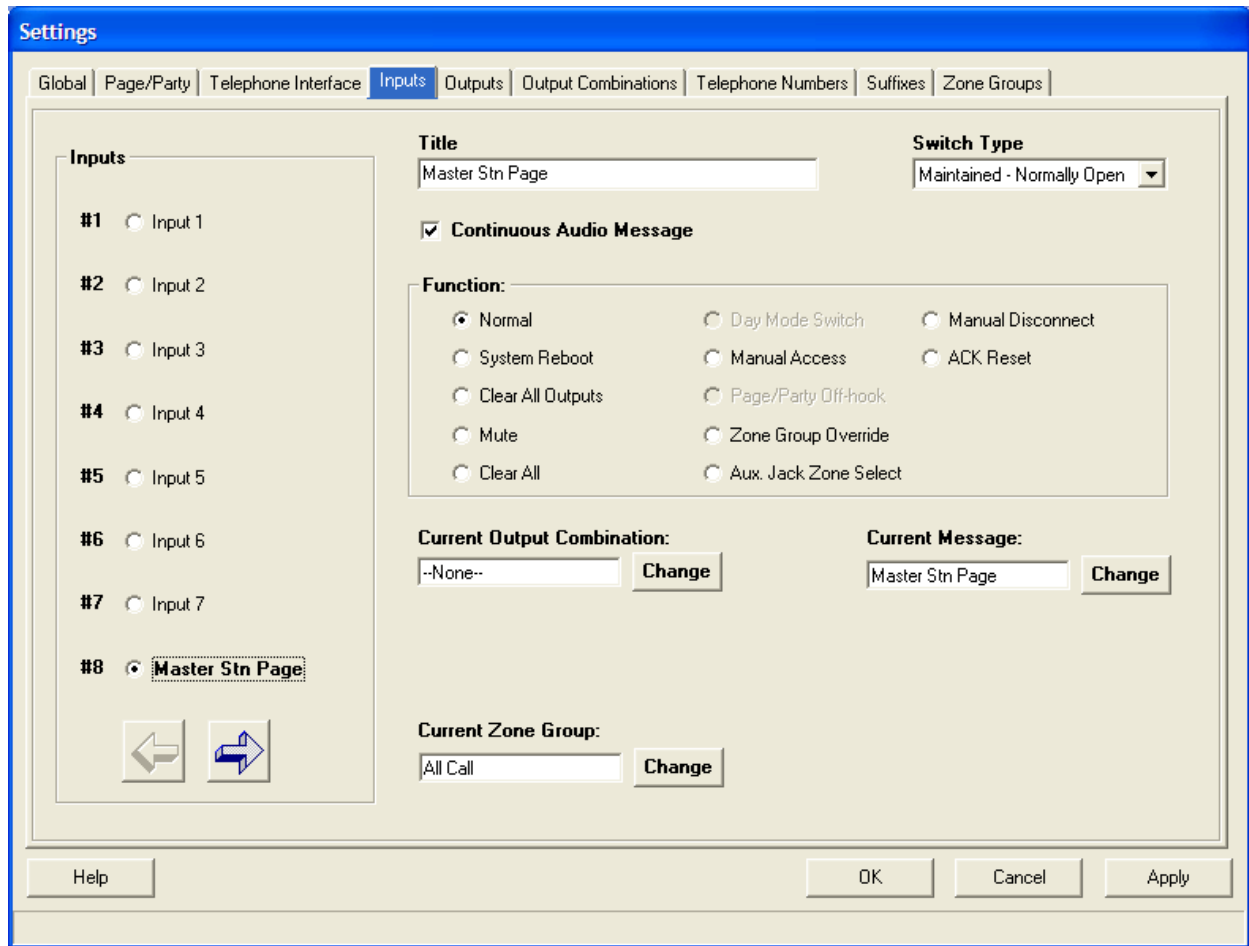 Settings
Global Page/Party Telephone Interface Inputs Outputs Output Combinations Telephone Numbers Suffixes Zone Groups
Inputs
#1 Input 1
#2 Input 2
#3 Input 3
#4 Input 4
#5 Input 5
#6 Input 6
#7 Input 7
#8 Master Stn Page
Title
Master Stn Page
Switch Type
Maintained - Normally Open
Continuous Audio Message
Function:
Normal
System Reboot
Clear All Outputs
Mute
Clear All
Day Mode Switch
Manual Access
Page/Party Off-hook
Zone Group Override
Aux. Jack Zone Select
Manual Disconnect
ACK Reset
Current Output Combination:
--None-- Change
Current Message:
Master Stn Page Change
Current Zone Group:
All Call Change
Help OK Cancel Apply